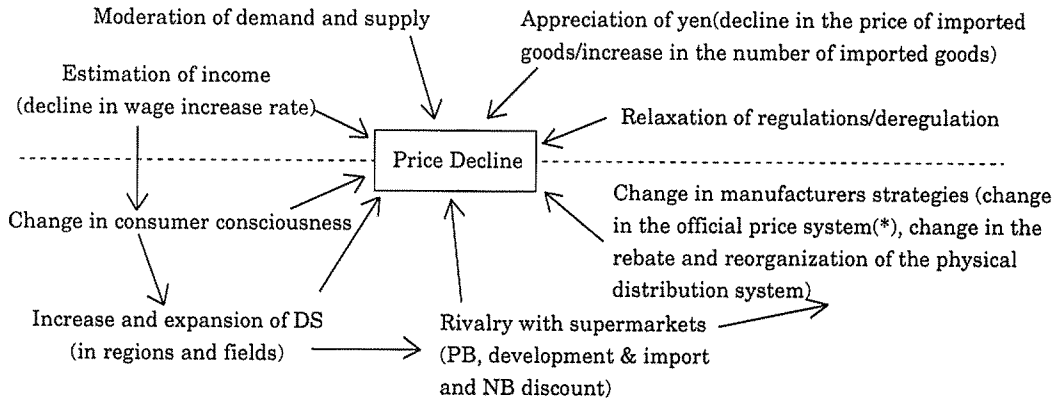 Moderation of demand and supply
Appreciation of yen(decline in the price of imported
goods/increase in the number of imported goods)
Estimation of income
(decline in wage increase rate)
Relaxation of regulations/deregulation
Price Decline
Change in consumer consciousness
Change in manufacturers strategies (change
in the official price system(*), change in the
rebate and reorganization of the physical
distribution system)
Increase and expansion of DS
(in regions and fields)
Rivalry with supermarkets
(PB, development & import
and NB discount)